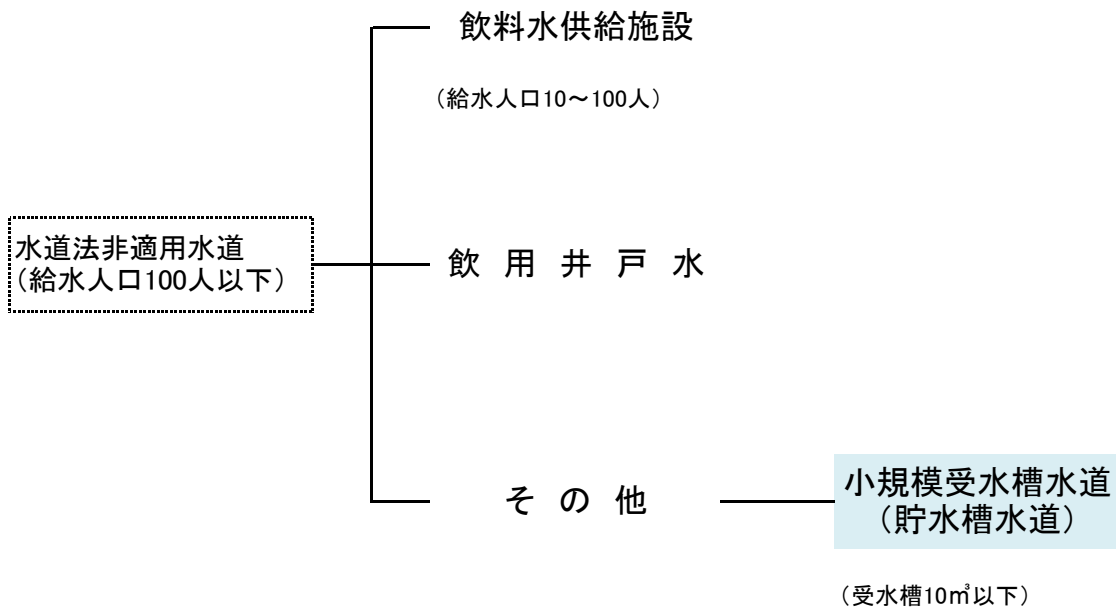 飲料水供給施設
（給水人口10～100人）
水道法非適用水道
（給水人口100人以下）
飲用井戸水
その他
小規模受水槽水道
（貯水槽水道）
（受水槽10㎥以下）